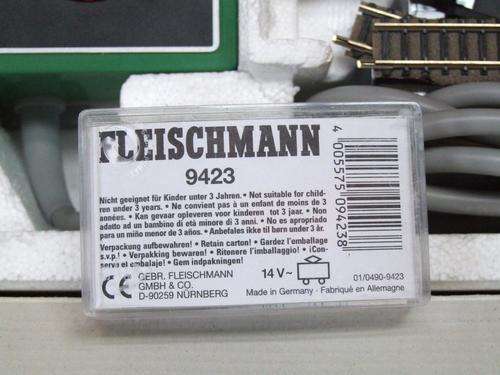 FLEISCHMANN
9423
Nicht geeignet für Kinder unter 3 Jahren. • Not suitable for child-
ren under 3 years. • Ne convient pas à un enfant de moins de 3
années. • Kan gevaar opleveren voor kinderen tot 3 jaar. • Non
adatto ad un bambino di età minore di 3 anni. • No es apropriado
para un niño menor de 3 años. • Anbefales ikke til børn under 3 år.
Verpackung aufbewahren! • Retain carton! • Gardez l'emballage
s.v.p.! • Verpakking bewaren! • Ritenere l'imballaggio! • ¡Con-
serve el embalaje! • Gem indpakningen!
CE GEBR. FLEISCHMANN
GMBH & CO.
D-90259 NÜRNBERG
14 V~
01/0490-9423
Made in Germany · Fabriqué en Allemagne
4 005575 094238